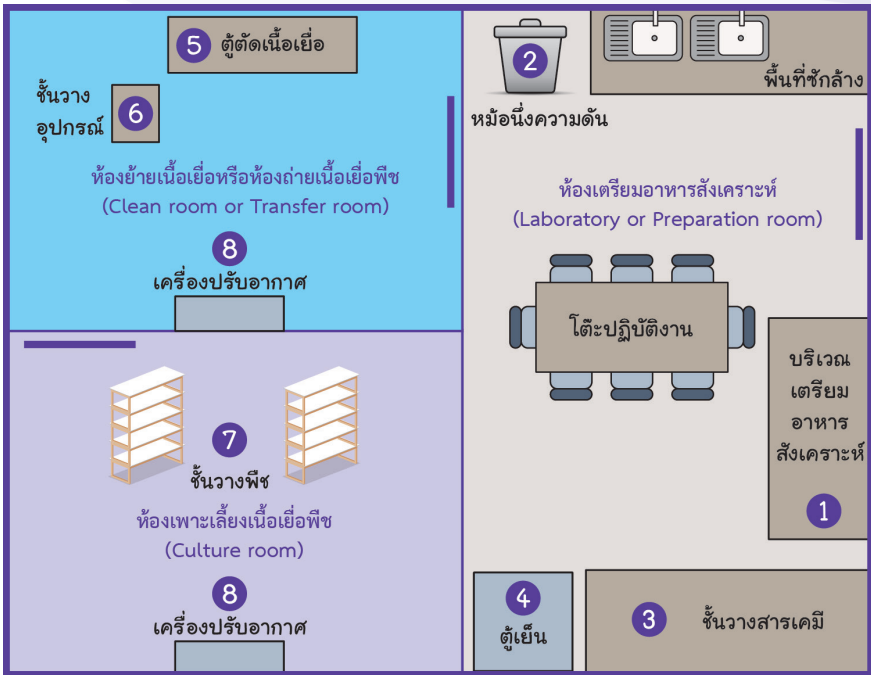 5 ตู้ตัดเนื้อเยื่อ
ชั้นวาง
อุปกรณ์
6
ห้องย้ายเนื้อเยื่อหรือห้องถ่ายเนื้อเยื่อพืช
(Clean room or Transfer room)
8
เครื่องปรับอากาศ
2
หม้อนึ่งความดัน
พื้นที่ซักล้าง
ห้องเตรียมอาหารสังเคราะห์
(Laboratory or Preparation room)
โต๊ะปฏิบัติงาน
บริเวณ
เตรียม
อาหาร
สังเคราะห์
1
7
ชั้นวางพืช
ห้องเพาะเลี้ยงเนื้อเยื่อพืช
(Culture room)
8
เครื่องปรับอากาศ
4
ตู้เย็น
3 ชั้นวางสารเคมี